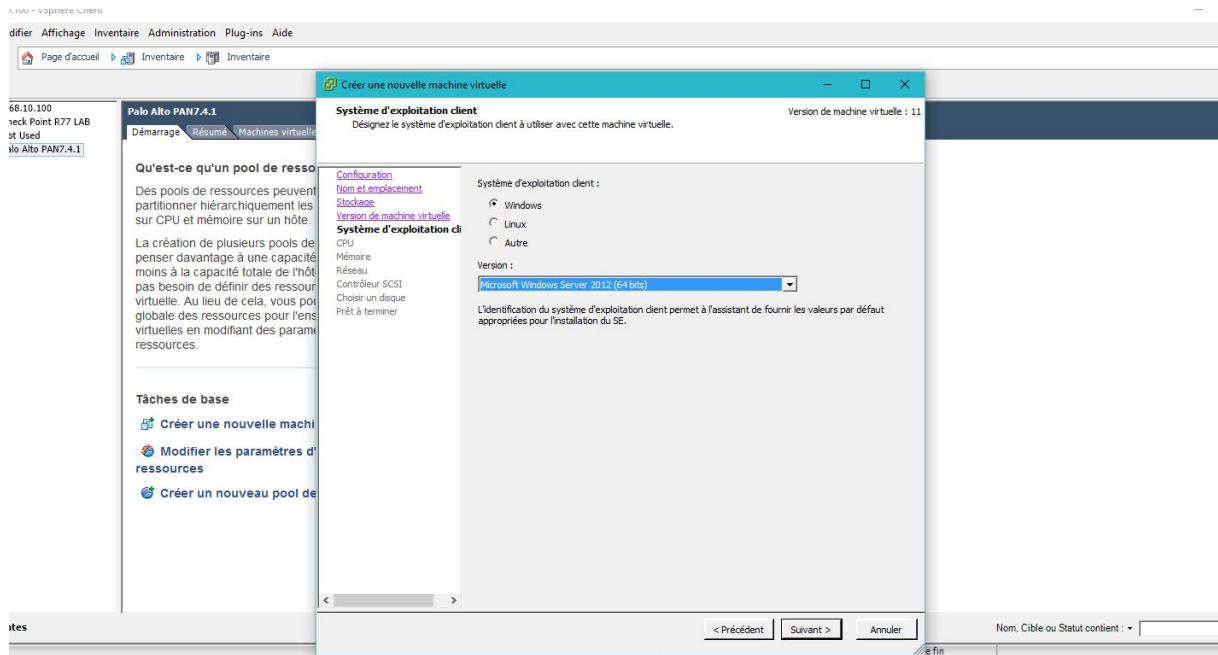 .100 - vSphere Client
difier Affichage Inventaire Administration Plug-ins Aide
Page d'accueil Inventaire Inventaire
68.10.100
heck Point R77 LAB
ot Used
alo Alto PAN7.4.1
Palo Alto PAN7.4.1
Démarrage Résumé Machines virtuelle
Qu'est-ce qu'un pool de resso
Des pools de ressources peuvent
partitionner hiérarchiquement les
sur CPU et mémoire sur un hôte.
La création de plusieurs pools de
penser davantage à une capacité
moins à la capacité totale de l'hôt
pas besoin de définir des ressour
virtuelle. Au lieu de cela, vous pou
globale des ressources pour l'ens
virtuelles en modifiant des paramè
ressources.
Tâches de base
Créer une nouvelle machi
Modifier les paramètres d'
ressources
Créer un nouveau pool de
Créer une nouvelle machine virtuelle
Système d'exploitation client
Version de machine virtuelle : 11
Désignez le système d'exploitation client à utiliser avec cette machine virtuelle.
Configuration
Nom et emplacement
Stockage
Version de machine virtuelle
Système d'exploitation cli
CPU
Mémoire
Réseau
Contrôleur SCSI
Choisir un disque
Prêt à terminer
Système d'exploitation client :
Windows
Linux
Autre
Version :
Microsoft Windows Server 2012 (64 bits)
L'identification du système d'exploitation client permet à l'assistant de fournir les valeurs par défaut
appropriées pour l'installation du SE.
< Précédent Suivant > Annuler
ntes
Nom, Cible ou Statut contient :
e fin